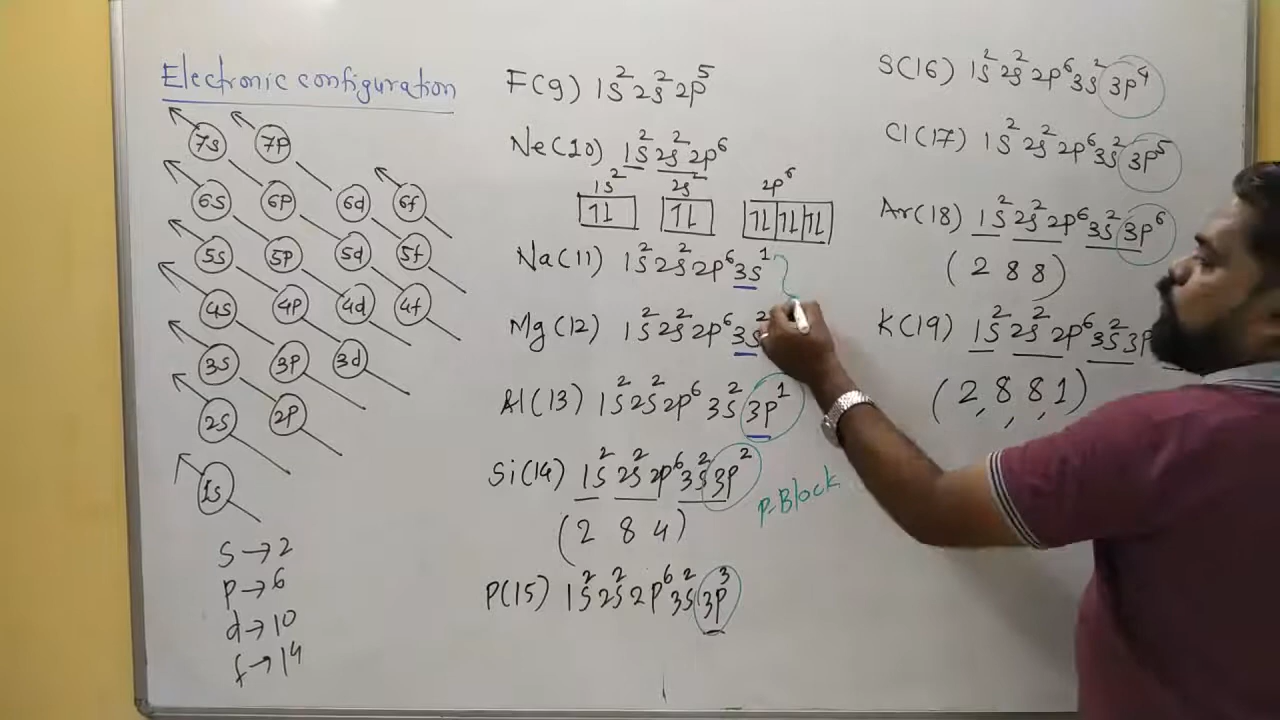 Electronic configuration
7s 7p
6s 6p 6d 6f
5s 5p 5d 5f
4s 4p 4d 4f
3s 3p 3d
2s 2p
1s
s → 2
p → 6
d → 10
f → 14
F(9) 1s² 2s² 2p⁵
Ne(10) 1s² 2s² 2p⁶
1s² 2s² 2p⁶
1l 1l 1l 1l 1l
Na(11) 1s² 2s² 2p⁶ 3s¹
Mg(12) 1s² 2s² 2p⁶ 3s²
Al(13) 1s² 2s² 2p⁶ 3s² 3p¹
Si(14) 1s² 2s² 2p⁶ 3s² 3p²
(2 8 4)
p-Block
P(15) 1s² 2s² 2p⁶ 3s² 3p³
S(16) 1s² 2s² 2p⁶ 3s² 3p⁴
Cl(17) 1s² 2s² 2p⁶ 3s² 3p⁵
Ar(18) 1s² 2s² 2p⁶ 3s² 3p⁶
(2 8 8)
K(19) 1s² 2s² 2p⁶ 3s² 3p
(2, 8, 8, 1)